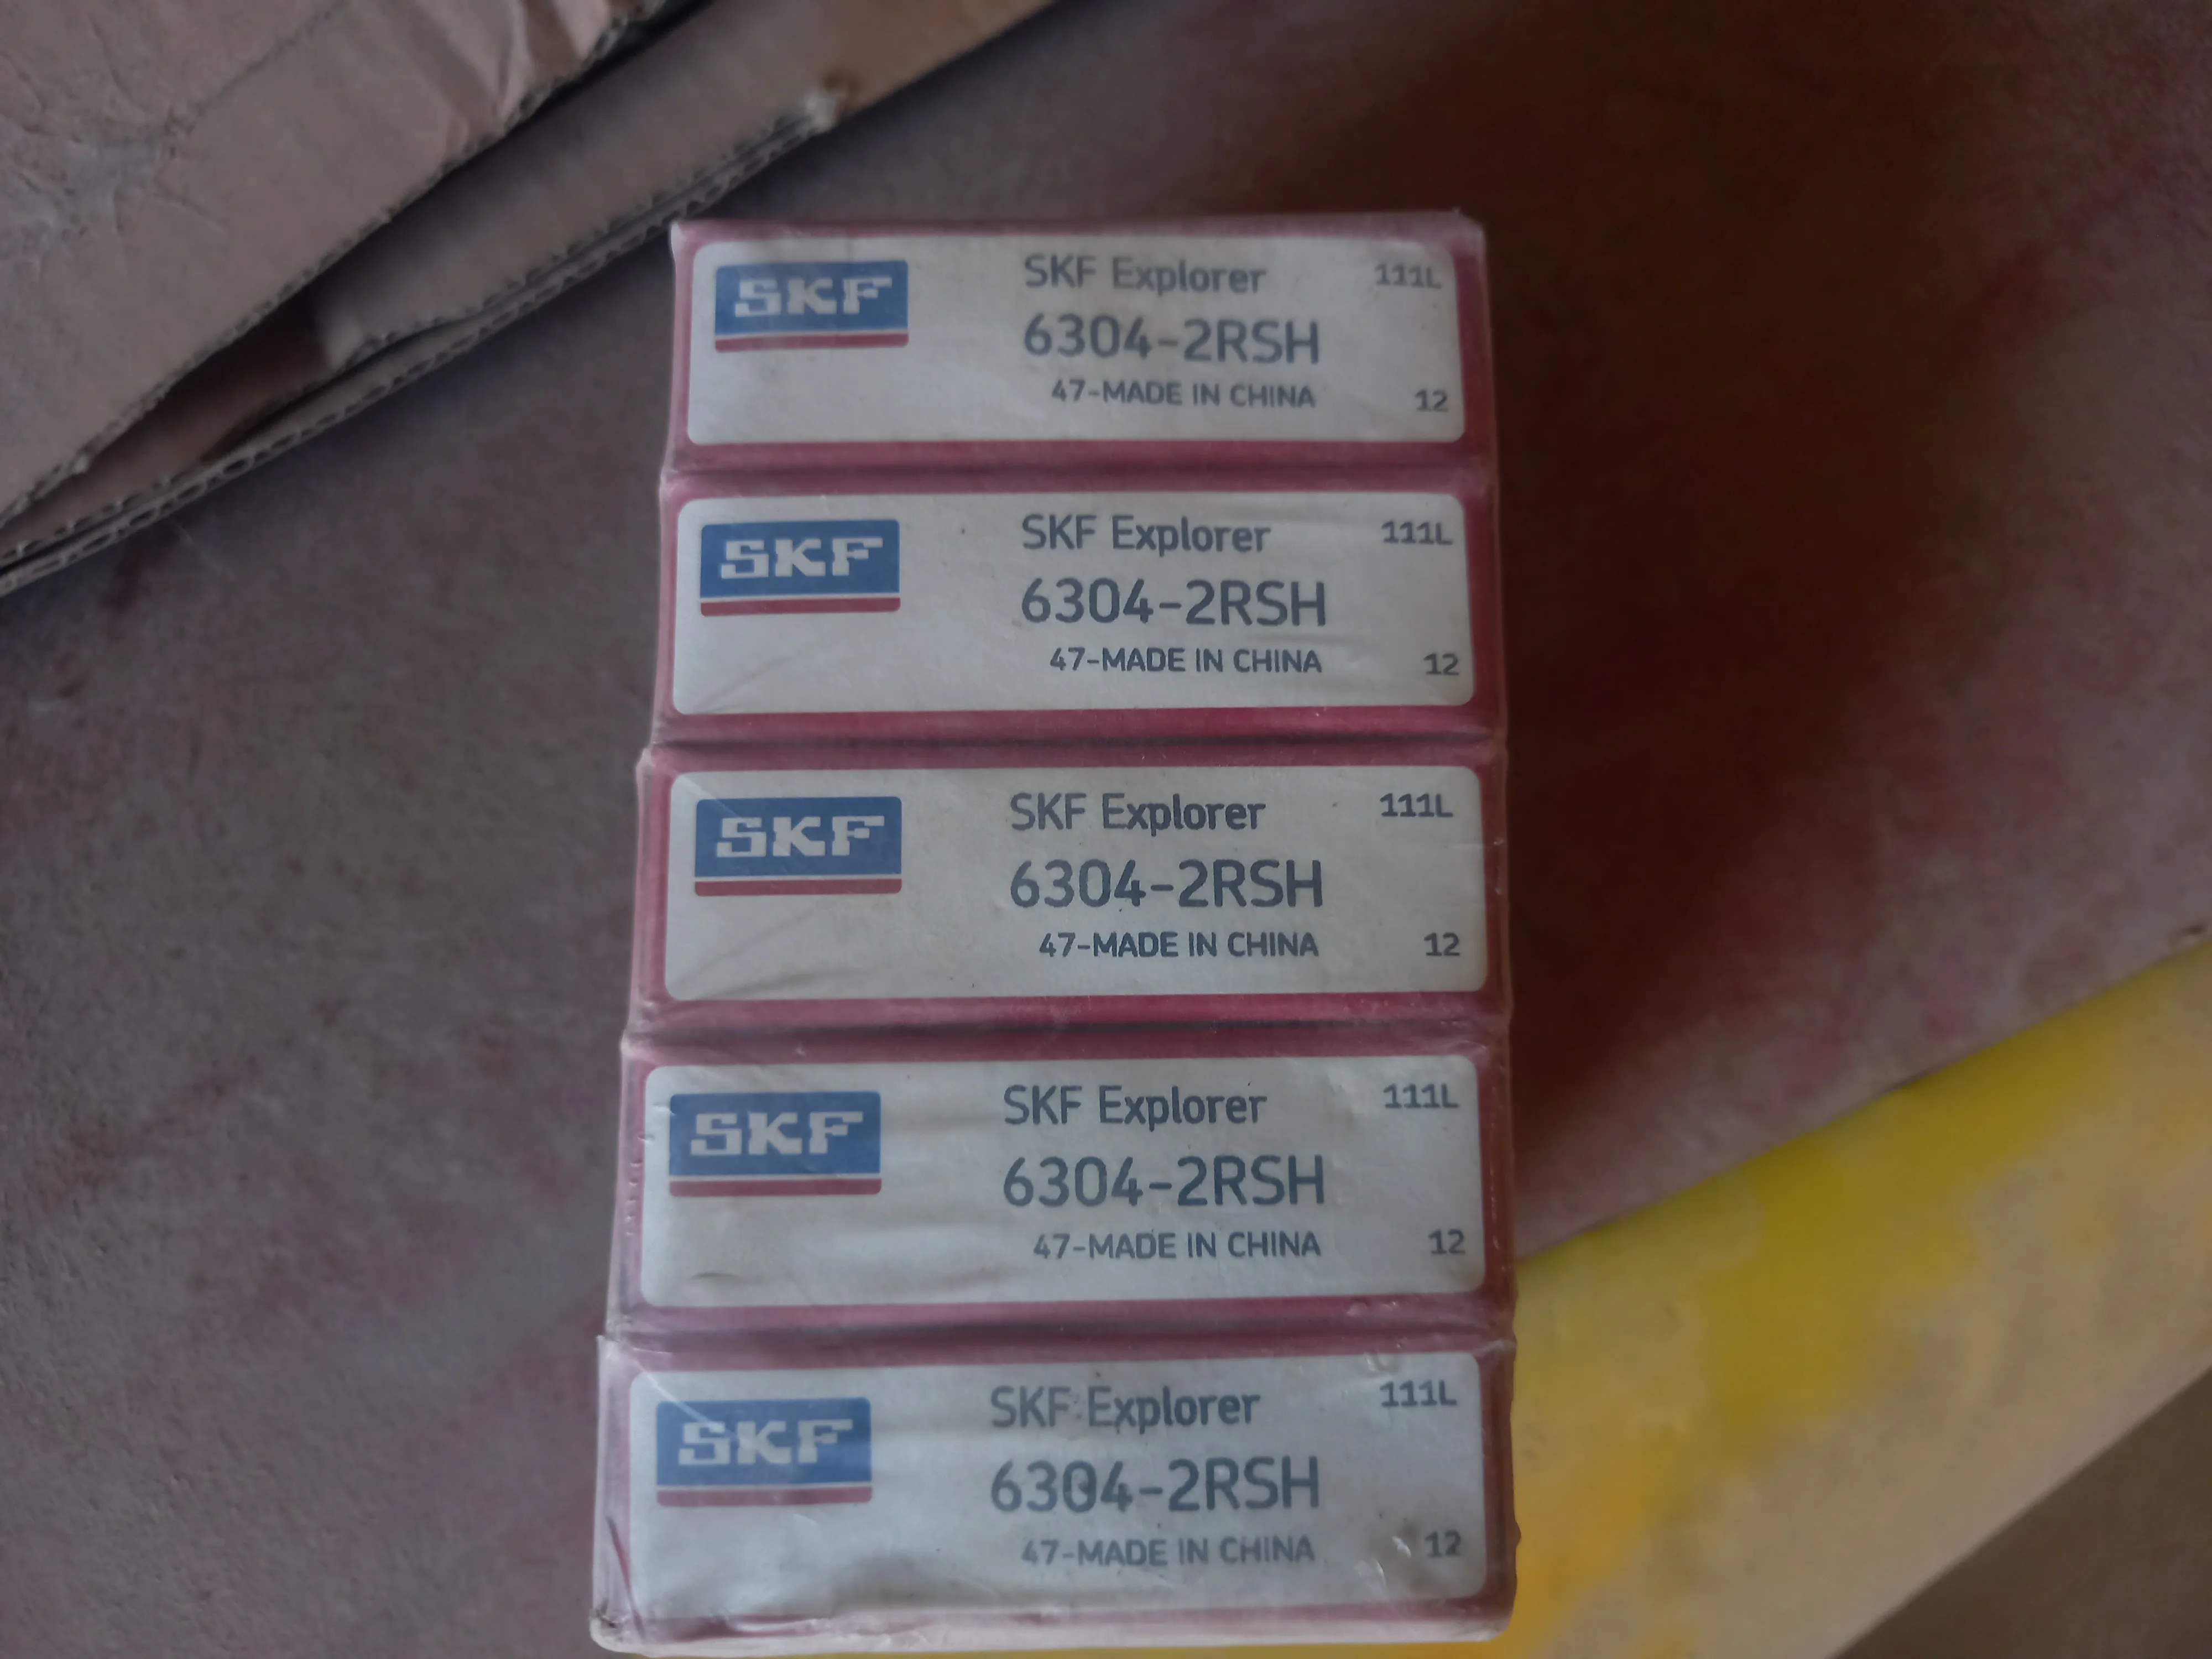 SKF
SKF Explorer 111L
6304-2RSH
47-MADE IN CHINA 12
SKF
SKF Explorer 111L
6304-2RSH
47-MADE IN CHINA 12
SKF
SKF Explorer 111L
6304-2RSH
47-MADE IN CHINA 12
SKF
SKF Explorer 111L
6304-2RSH
47-MADE IN CHINA 12
SKF
SKF Explorer 111L
6304-2RSH
47-MADE IN CHINA 12